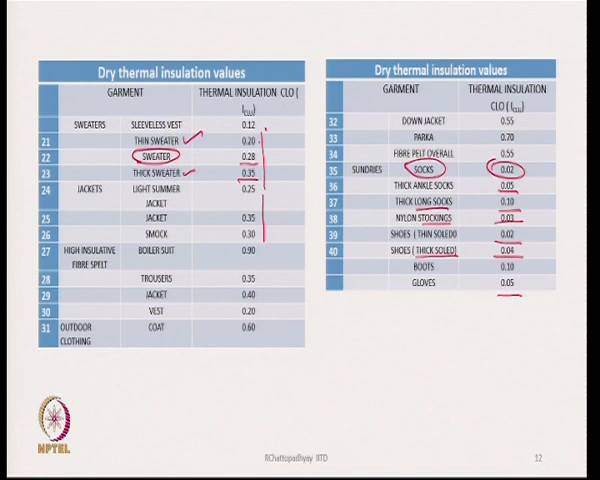 Dry thermal insulation values
GARMENT THERMAL INSULATION CLO (
I_CLU)
SWEATERS SLEEVELESS VEST 0.12
21 THIN SWEATER 0.20
22 SWEATER 0.28
23 THICK SWEATER 0.35
24 JACKETS LIGHT SUMMER 0.25
JACKET
25 JACKET 0.35
26 SMOCK 0.30
27 HIGH INSULATIVE BOILER SUIT 0.90
FIBRE SPELT
28 TROUSERS 0.35
29 JACKET 0.40
30 VEST 0.20
31 OUTDOOR COAT 0.60
CLOTHING
Dry thermal insulation values
GARMENT THERMAL INSULATION
CLO ( I_CLU)
32 DOWN JACKET 0.55
33 PARKA 0.70
34 FIBRE PELT OVERALL 0.55
35 SUNDRIES SOCKS 0.02
36 THICK ANKLE SOCKS 0.05
37 THICK LONG SOCKS 0.10
38 NYLON STOCKINGS 0.03
39 SHOES ( THIN SOLED) 0.02
40 SHOES ( THICK SOLED) 0.04
BOOTS 0.10
GLOVES 0.05
NPTEL
RChattopadhyay IITD
12